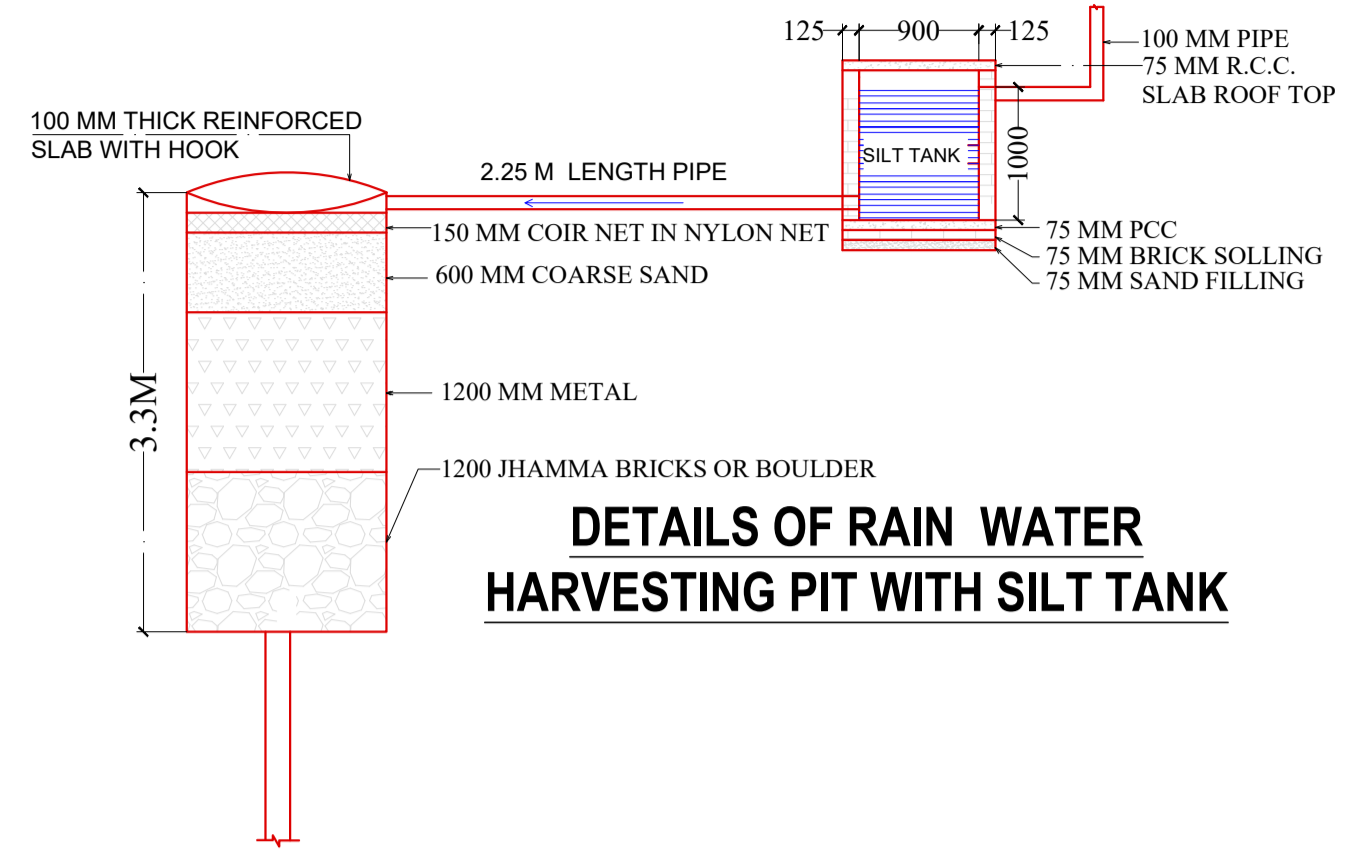 125 900 125
100 MM PIPE
75 MM R.C.C.
SLAB ROOF TOP
100 MM THICK REINFORCED
SLAB WITH HOOK
SILT TANK
1000
2.25 M LENGTH PIPE
150 MM COIR NET IN NYLON NET
75 MM PCC
75 MM BRICK SOLLING
75 MM SAND FILLING
600 MM COARSE SAND
3.3M
1200 MM METAL
1200 JHAMMA BRICKS OR BOULDER
DETAILS OF RAIN WATER
HARVESTING PIT WITH SILT TANK